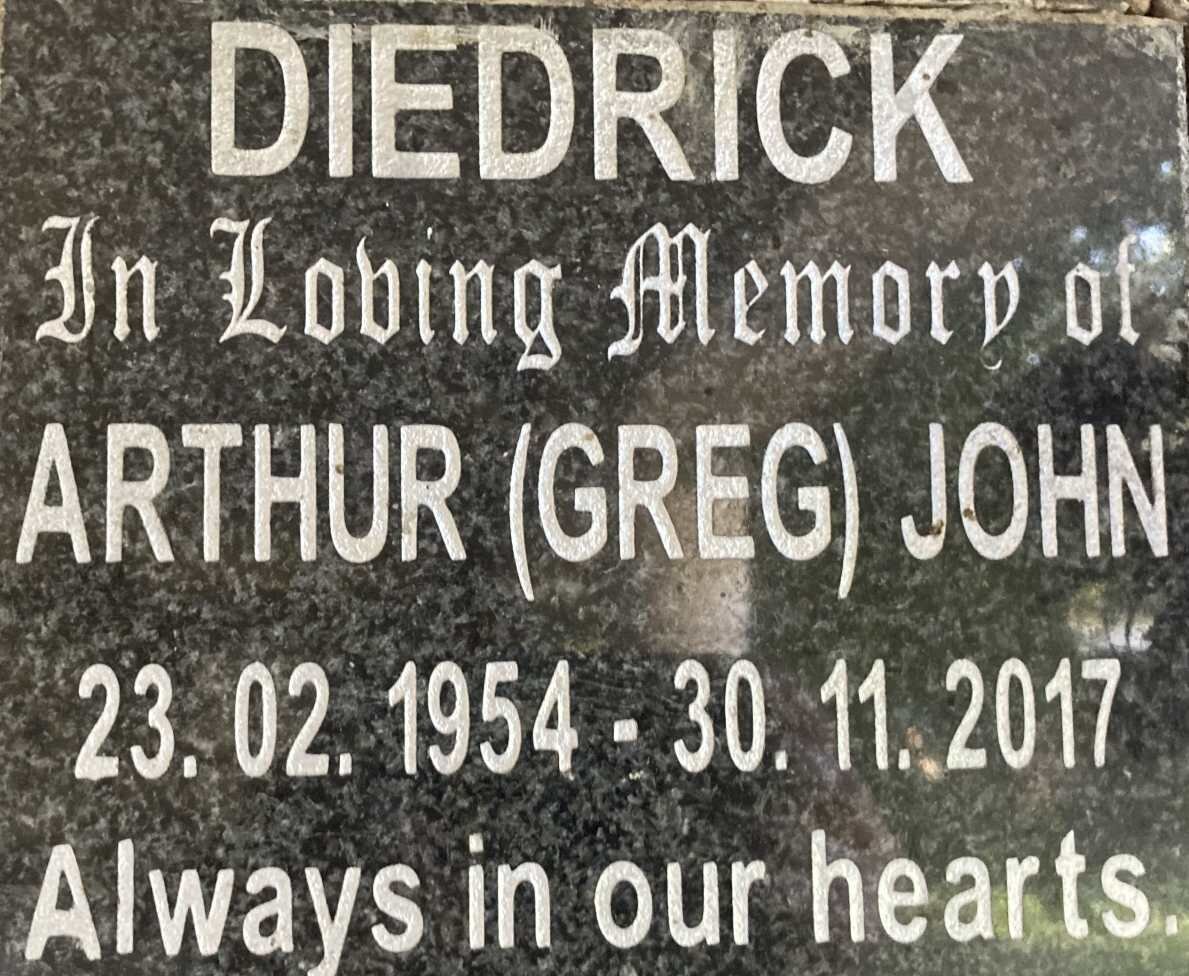 DIEDRICK
In Loving Memory of
ARTHUR (GREG) JOHN
23. 02. 1954 - 30. 11. 2017
Always in our hearts.